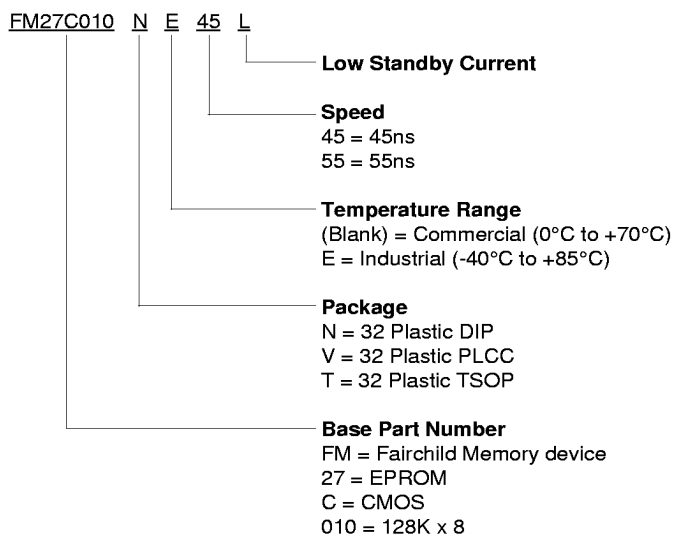 FM27C010 N E 45 L
Low Standby Current
Speed
45 = 45ns
55 = 55ns
Temperature Range
(Blank) = Commercial (0°C to +70°C)
E = Industrial (-40°C to +85°C)
Package
N = 32 Plastic DIP
V = 32 Plastic PLCC
T = 32 Plastic TSOP
Base Part Number
FM = Fairchild Memory device
27 = EPROM
C = CMOS
010 = 128K x 8